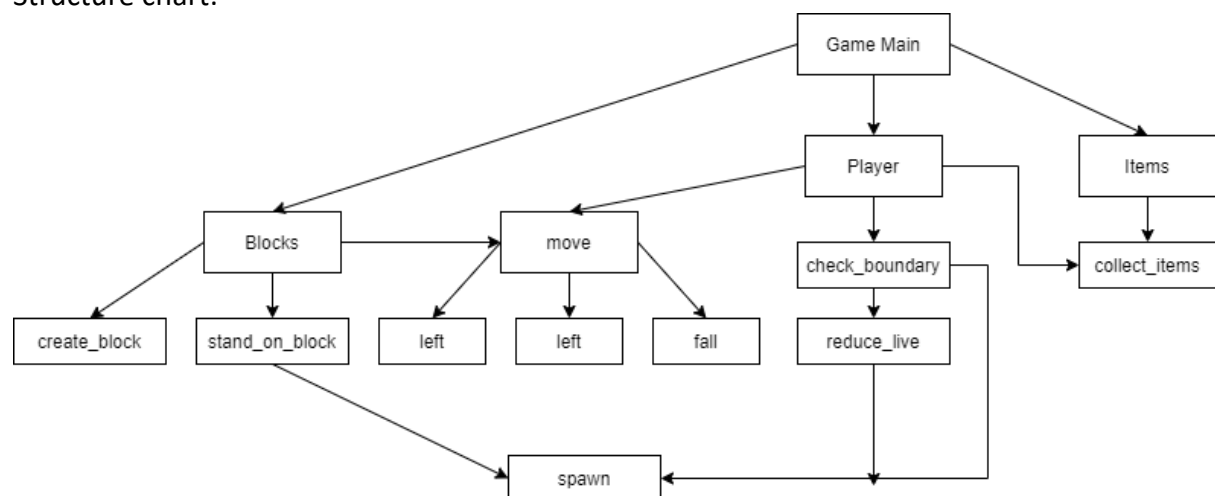 Structure chart:
Game Main
Player
Items
Blocks
move
check_boundary
collect_items
create_block
stand_on_block
left
left
fall
reduce_live
spawn